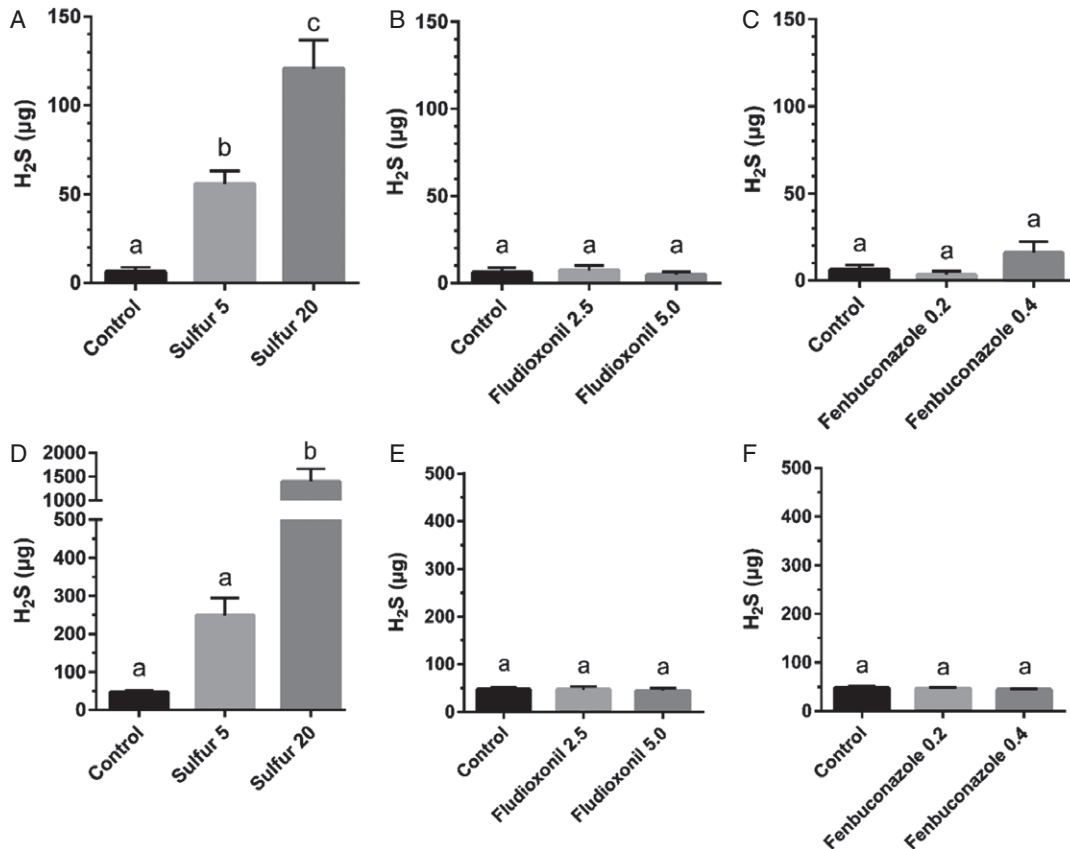 A
H₂S (µg)
150
100
50
0
a
b
c
Control
Sulfur 5
Sulfur 20
B
H₂S (µg)
150
100
50
0
a
a
a
Control
Fludioxonil 2.5
Fludioxonil 5.0
C
H₂S (µg)
150
100
50
0
a
a
a
Control
Fenbuconazole 0.2
Fenbuconazole 0.4
D
H₂S (µg)
2000
1500
1000
500
400
300
200
100
0
a
a
b
Control
Sulfur 5
Sulfur 20
E
H₂S (µg)
500
400
300
200
100
50
0
a
a
a
Control
Fludioxonil 2.5
Fludioxonil 5.0
F
H₂S (µg)
500
400
300
200
100
50
0
a
a
a
Control
Fenbuconazole 0.2
Fenbuconazole 0.4